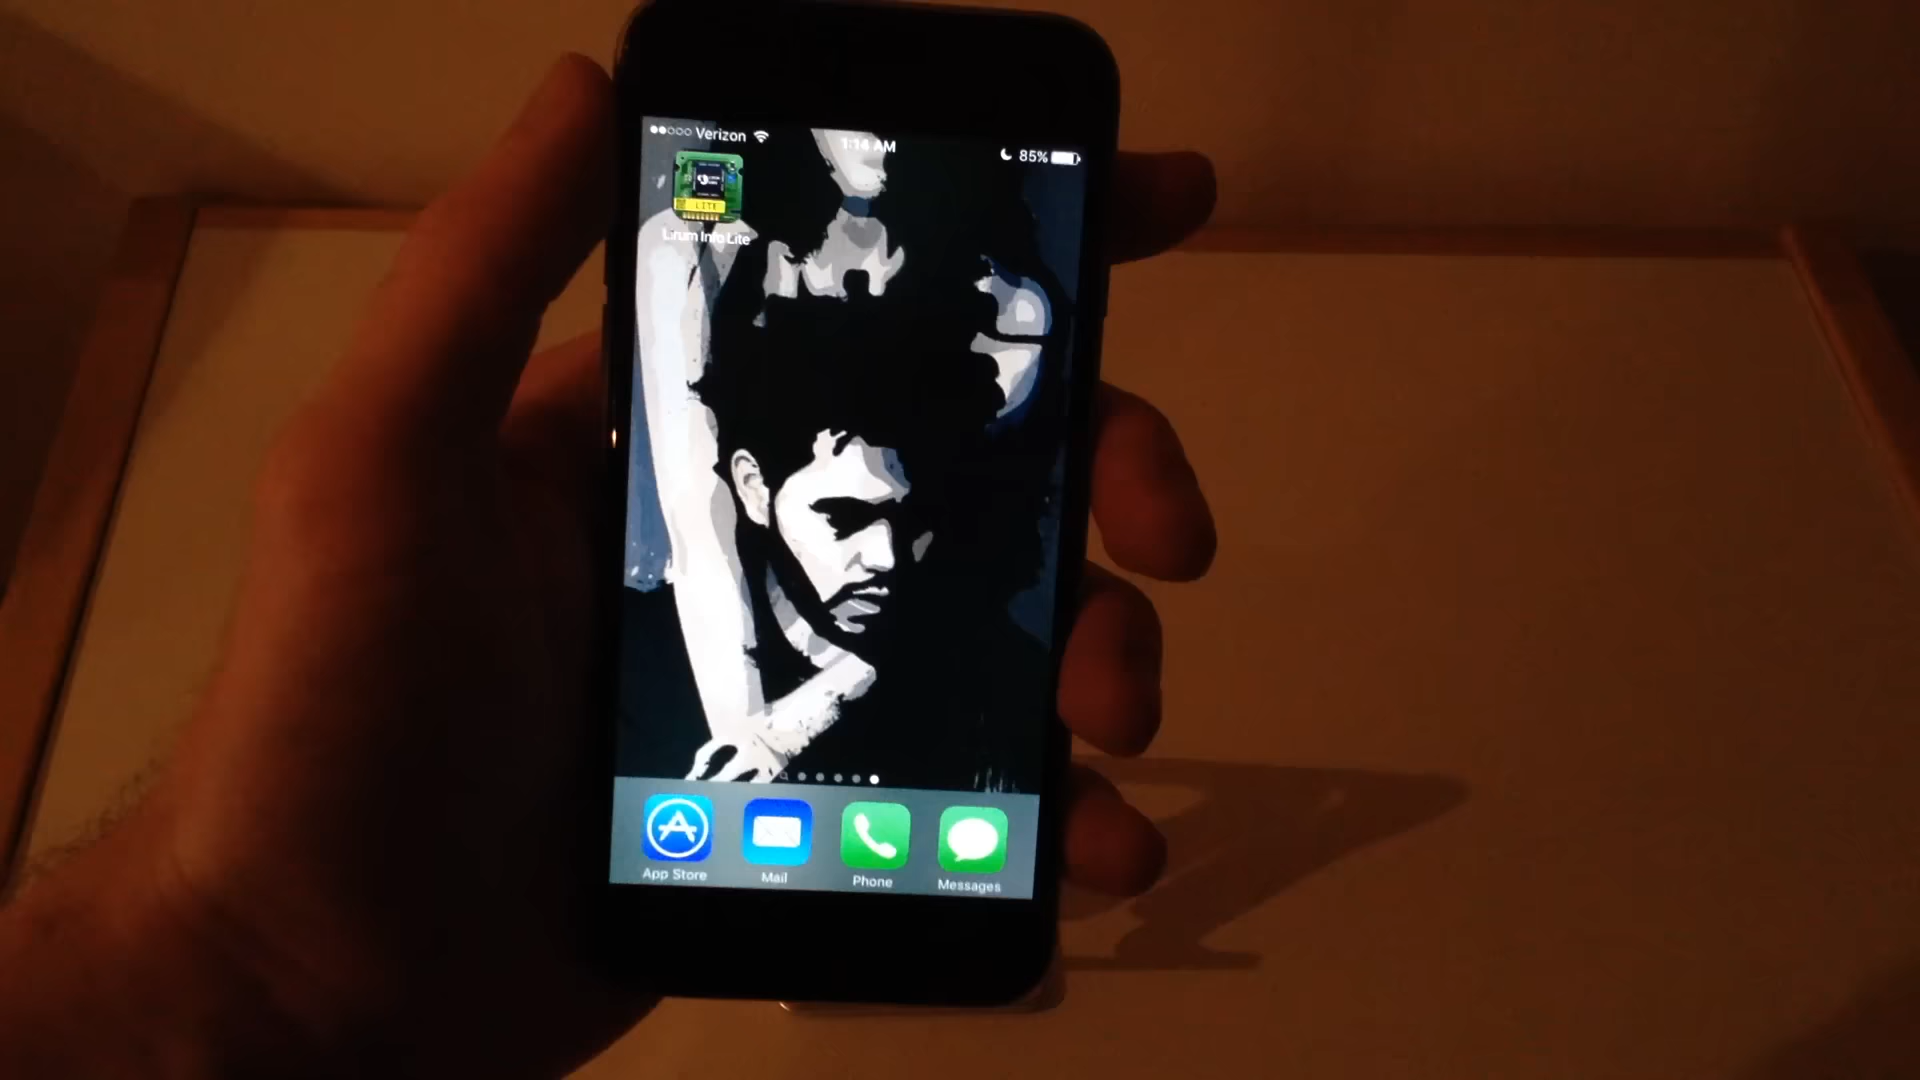 Verizon 1:14 AM 85%
LITE
Lirum Info Lite
App Store Mail Phone Messages